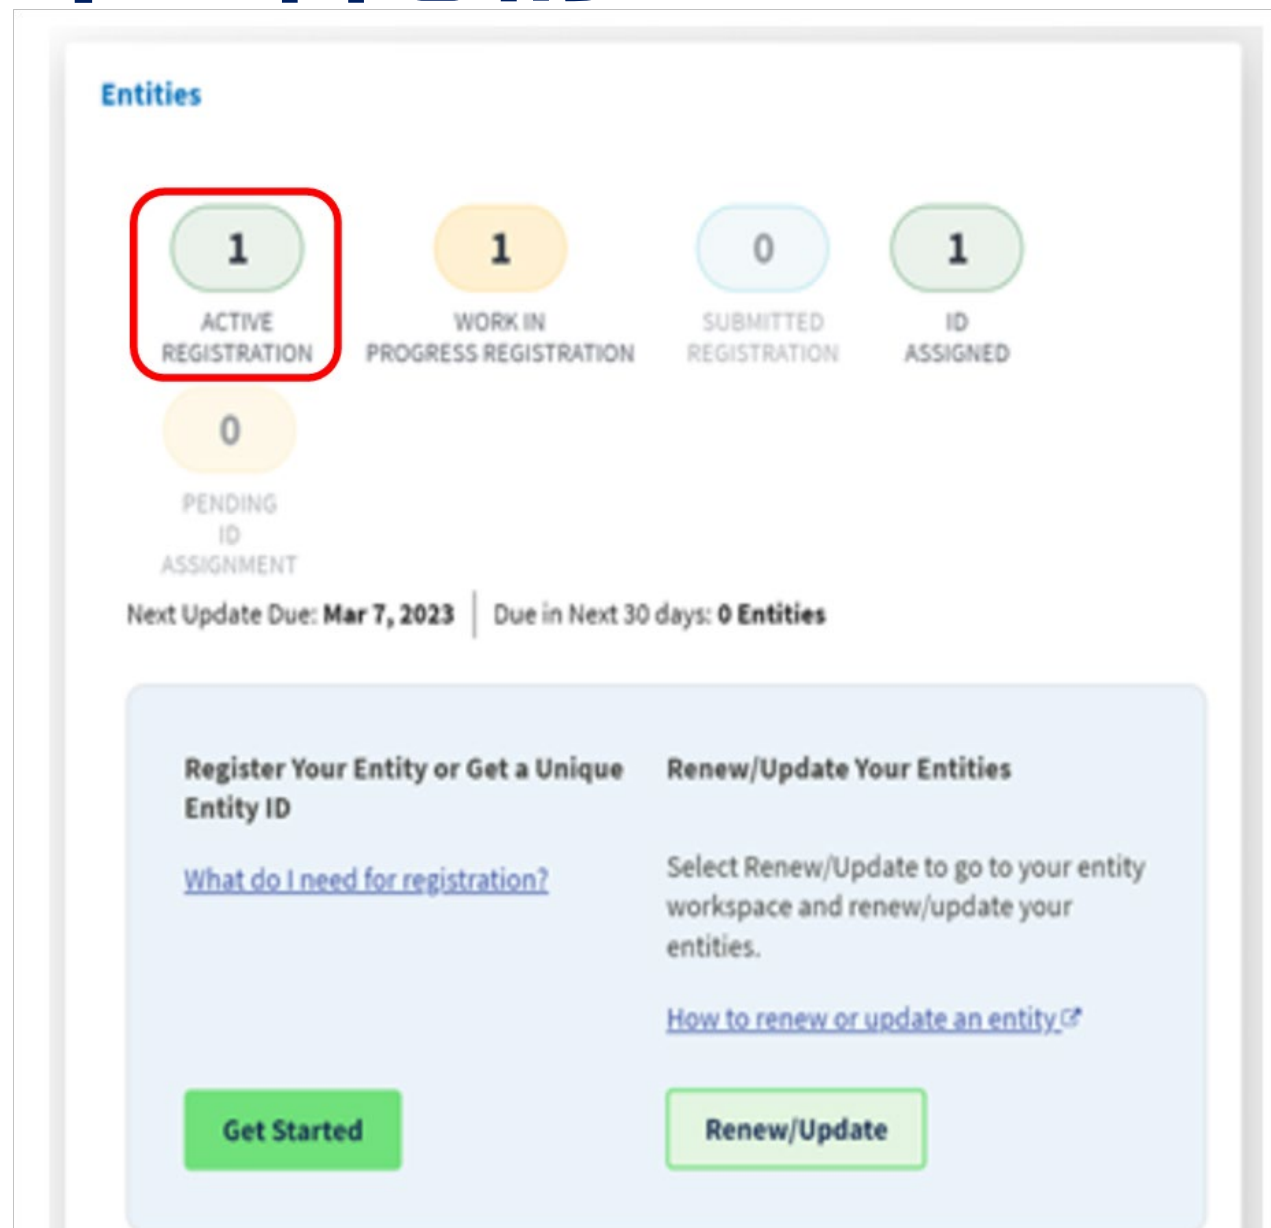 Entities
1
ACTIVE
REGISTRATION
1
WORK IN
PROGRESS REGISTRATION
0
SUBMITTED
REGISTRATION
1
ID
ASSIGNED
0
PENDING
ID
ASSIGNMENT
Next Update Due: Mar 7, 2023
Due in Next 30 days: 0 Entities
Register Your Entity or Get a Unique
Entity ID
What do I need for registration?
Get Started
Renew/Update Your Entities
Select Renew/Update to go to your entity
workspace and renew/update your
entities.
How to renew or update an entity
Renew/Update